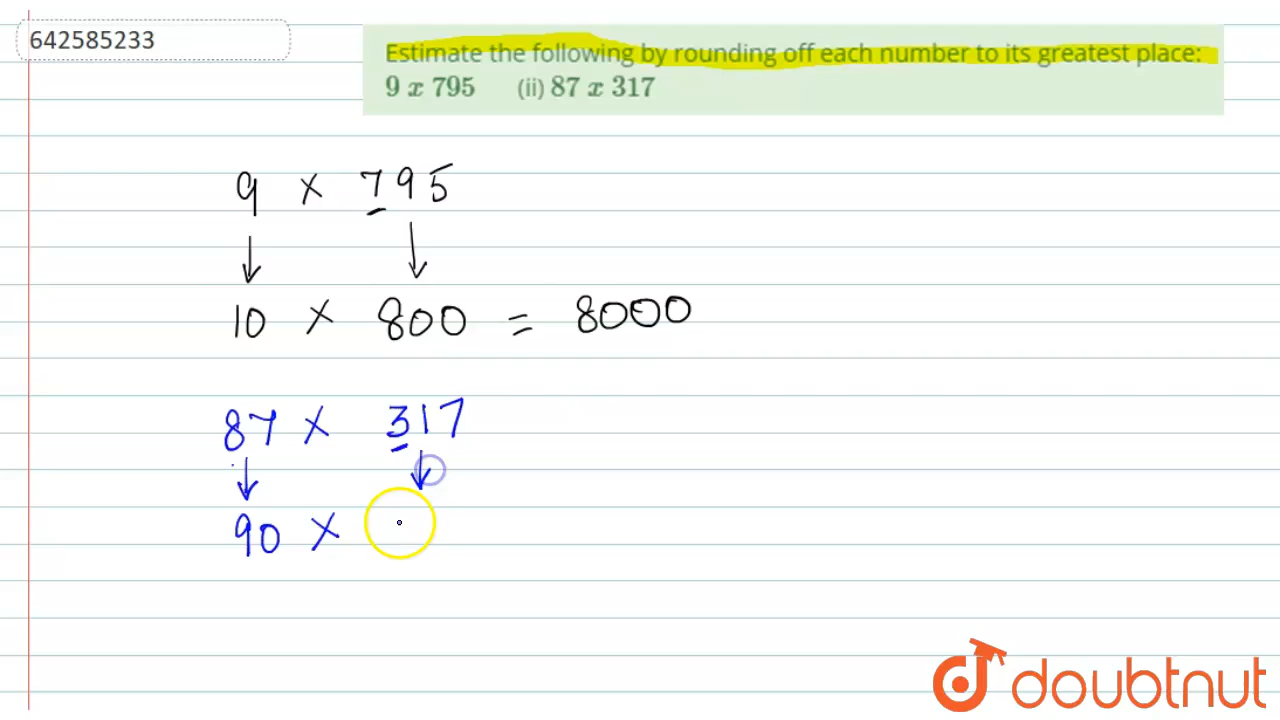 642585233
Estimate the following by rounding off each number to its greatest place:
9 x 795 (ii) 87 x 317
9 × 795
10 × 800 = 8000
87 × 317
90 ×
doubtnut